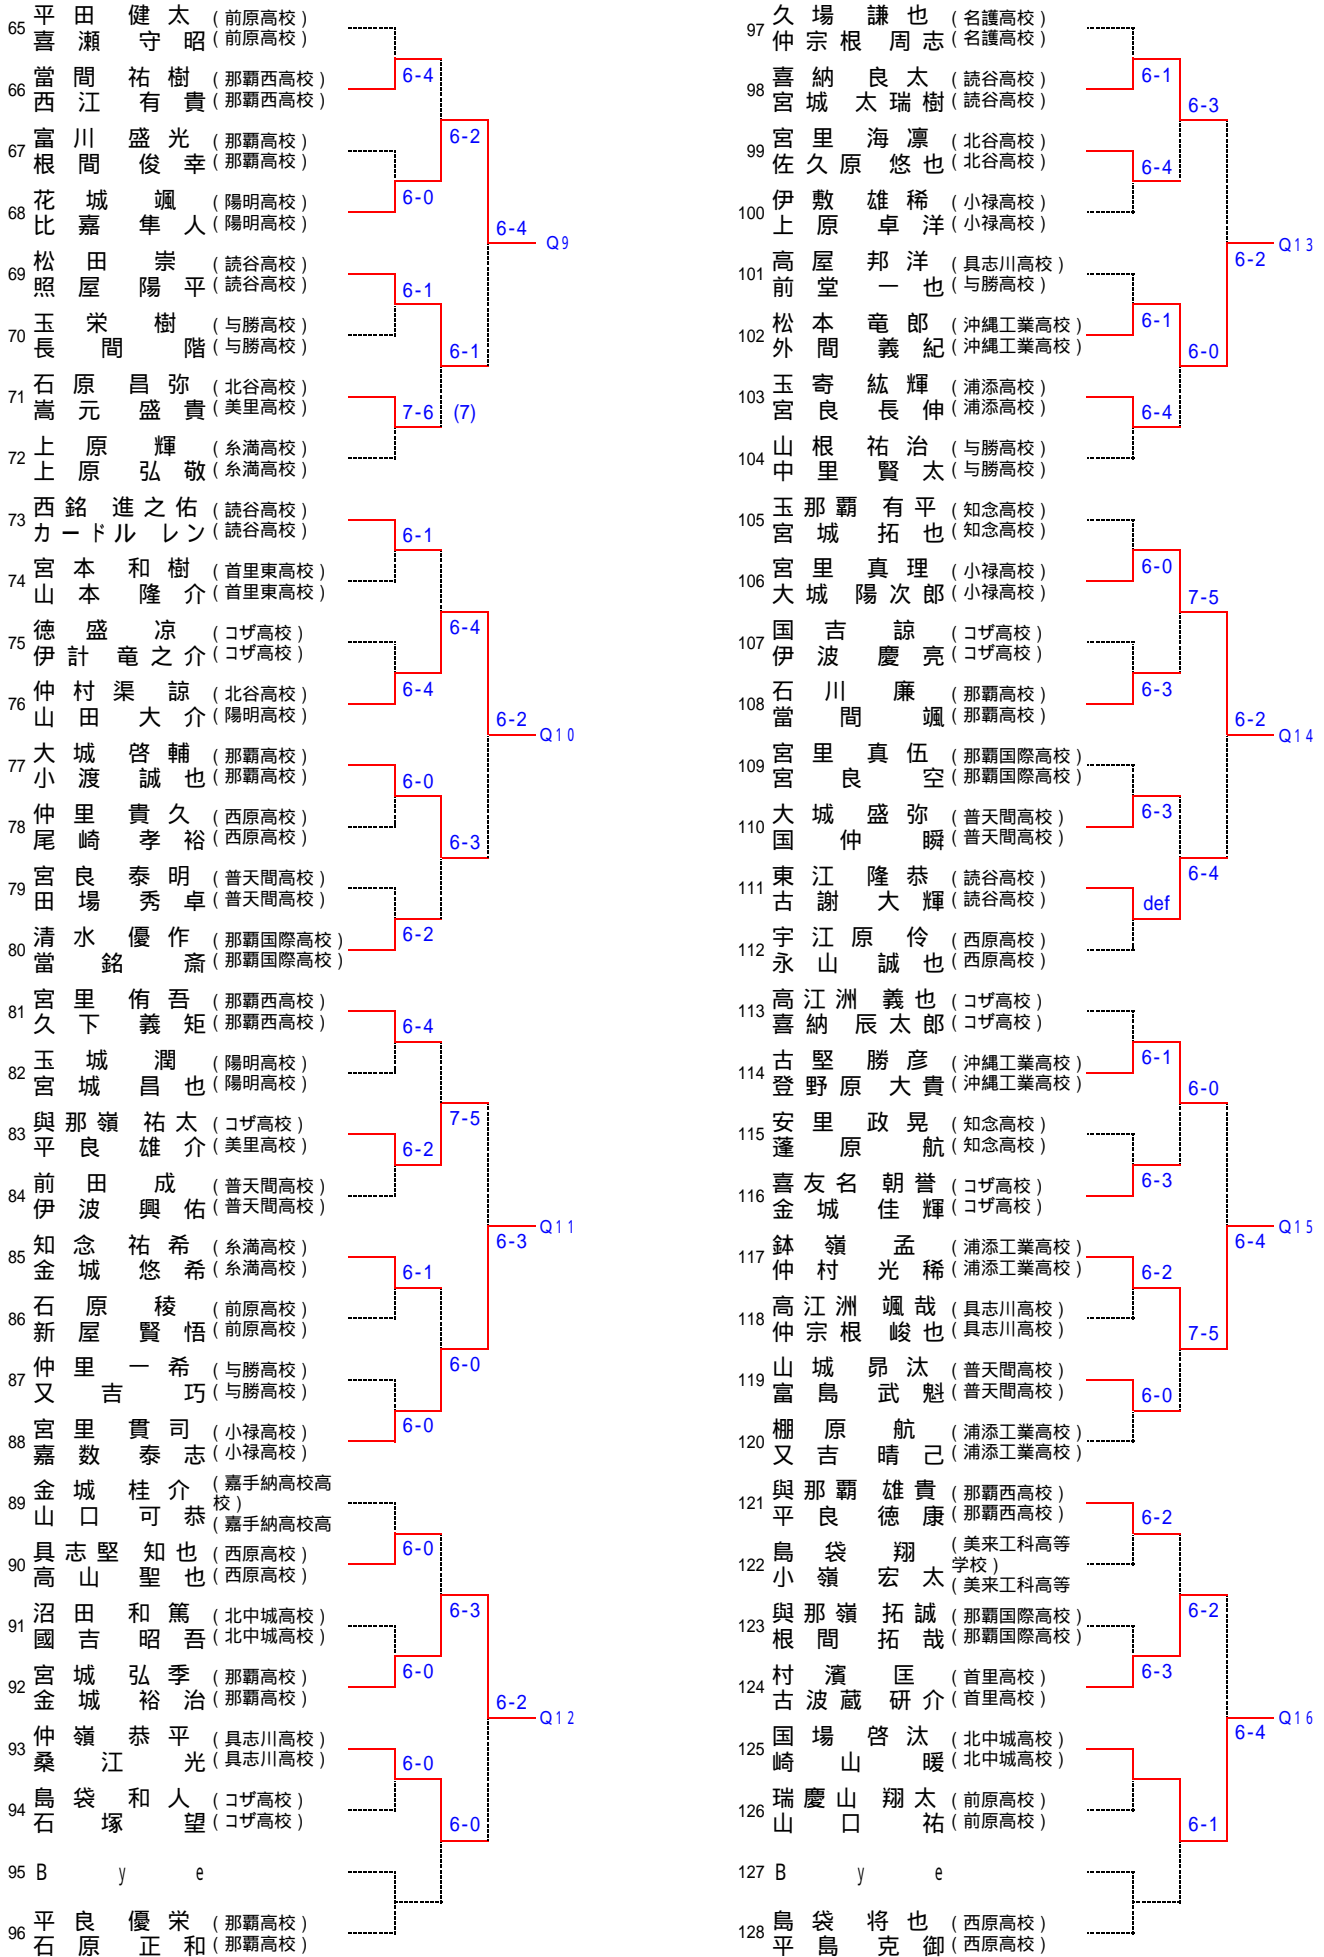 65 平田 健太 (前原高校)
喜瀬 守昭 (前原高校)
6-4
66 當間 祐樹 (那覇西高校)
西江 有貴 (那覇西高校)
6-2
67 富川 盛光 (那覇高校)
根間 俊幸 (那覇高校)
6-0
68 花城 颯 (陽明高校)
比嘉 隼人 (陽明高校)
6-4 Q9
69 松田 崇 (読谷高校)
照屋 陽平 (読谷高校)
6-1
70 玉栄 樹 (与勝高校)
長間 階 (与勝高校)
6-1
71 石原 昌弥 (北谷高校)
嵩元 盛貴 (美里高校)
7-6 (7)
72 上原 輝 (糸満高校)
上原 弘敬 (糸満高校)
73 西銘 進之佑 (読谷高校)
カードル レン (読谷高校)
6-1
74 宮本 和樹 (首里東高校)
山本 隆介 (首里東高校)
6-4
75 徳盛 凉 (コザ高校)
伊計 竜之介 (コザ高校)
6-4
76 仲村渠 諒 (北谷高校)
山田 大介 (陽明高校)
6-2 Q10
77 大城 啓輔 (那覇高校)
小渡 誠也 (那覇高校)
6-0
78 仲里 貴久 (西原高校)
尾崎 孝裕 (西原高校)
6-3
79 宮良 泰明 (普天間高校)
田場 秀卓 (普天間高校)
6-2
80 清水 優作 (那覇国際高校)
當銘 斎 (那覇国際高校)
81 宮里 侑吾 (那覇西高校)
久下 義矩 (那覇西高校)
6-4
82 玉城 潤 (陽明高校)
宮城 昌也 (陽明高校)
7-5
83 與那嶺 祐太 (コザ高校)
平良 雄介 (美里高校)
6-2
84 前田 成 (普天間高校)
伊波 興佑 (普天間高校)
Q11
6-3
85 知念 祐希 (糸満高校)
金城 悠希 (糸満高校)
6-1
86 石原 稜 (前原高校)
新屋 賢悟 (前原高校)
6-0
87 仲里 一希 (与勝高校)
又吉 巧 (与勝高校)
6-0
88 宮里 貫司 (小禄高校)
嘉数 泰志 (小禄高校)
89 金城 桂介 (嘉手納高校高
校)
山口 可恭 (嘉手納高校高
6-0
90 具志堅 知也 (西原高校)
高山 聖也 (西原高校)
6-3
91 沼田 和篤 (北中城高校)
國吉 昭吾 (北中城高校)
6-0
92 宮城 弘季 (那覇高校)
金城 裕治 (那覇高校)
6-2 Q12
93 仲嶺 恭平 (具志川高校)
桑江 光 (具志川高校)
6-0
94 島袋 和人 (コザ高校)
石塚 望 (コザ高校)
6-0
95 Bye
96 平良 優栄 (那覇高校)
石原 正和 (那覇高校)
97 久場 謙也 (名護高校)
仲宗根 周志 (名護高校)
6-1
98 喜納 良太 (読谷高校)
宮城 太瑞樹 (読谷高校)
6-3
99 宮里 海凛 (北谷高校)
佐久原 悠也 (北谷高校)
6-4
100 伊敷 雄稀 (小禄高校)
上原 卓洋 (小禄高校)
Q13
6-2
101 高屋 邦洋 (具志川高校)
前堂 一也 (与勝高校)
6-1
102 松本 竜郎 (沖縄工業高校)
外間 義紀 (沖縄工業高校)
6-0
103 玉寄 紘輝 (浦添高校)
宮良 長伸 (浦添高校)
6-4
104 山根 祐治 (与勝高校)
中里 賢太 (与勝高校)
105 玉那覇 有平 (知念高校)
宮城 拓也 (知念高校)
6-0
106 宮里 真理 (小禄高校)
大城 陽次郎 (小禄高校)
7-5
107 国吉 諒 (コザ高校)
伊波 慶亮 (コザ高校)
6-3
108 石川 廉 (那覇高校)
當間 颯 (那覇高校)
6-2 Q14
109 宮里 真伍 (那覇国際高校)
宮良 空 (那覇国際高校)
6-3
110 大城 盛弥 (普天間高校)
国仲 瞬 (普天間高校)
6-4
111 東江 隆恭 (読谷高校)
古謝 大輝 (読谷高校)
def
112 宇江原 伶 (西原高校)
永山 誠也 (西原高校)
113 高江洲 義也 (コザ高校)
喜納 辰太郎 (コザ高校)
6-1
114 古堅 勝彦 (沖縄工業高校)
登野原 大貴 (沖縄工業高校)
6-0
115 安里 政晃 (知念高校)
蓬原 航 (知念高校)
6-3
116 喜友名 朝誉 (コザ高校)
金城 佳輝 (コザ高校)
Q15
6-4
117 鉢嶺 孟 (浦添工業高校)
仲村 光稀 (浦添工業高校)
6-2
118 高江洲 颯哉 (具志川高校)
仲宗根 峻也 (具志川高校)
7-5
119 山城 昴汰 (普天間高校)
富島 武魁 (普天間高校)
6-0
120 棚原 航 (浦添工業高校)
又吉 晴己 (浦添工業高校)
121 與那覇 雄貴 (那覇西高校)
平良 徳康 (那覇西高校)
6-2
122 島袋 翔 (美来工科高等
学校)
小嶺 宏太 (美来工科高等
6-2
123 與那嶺 拓誠 (那覇国際高校)
根間 拓哉 (那覇国際高校)
6-3
124 村濱 匡 (首里高校)
古波蔵 研介 (首里高校)
Q16
6-4
125 国場 啓汰 (北中城高校)
崎山 暖 (北中城高校)
126 瑞慶山 翔太 (前原高校)
山口 祐 (前原高校)
6-1
127 Bye
128 島袋 将也 (西原高校)
平島 克御 (西原高校)